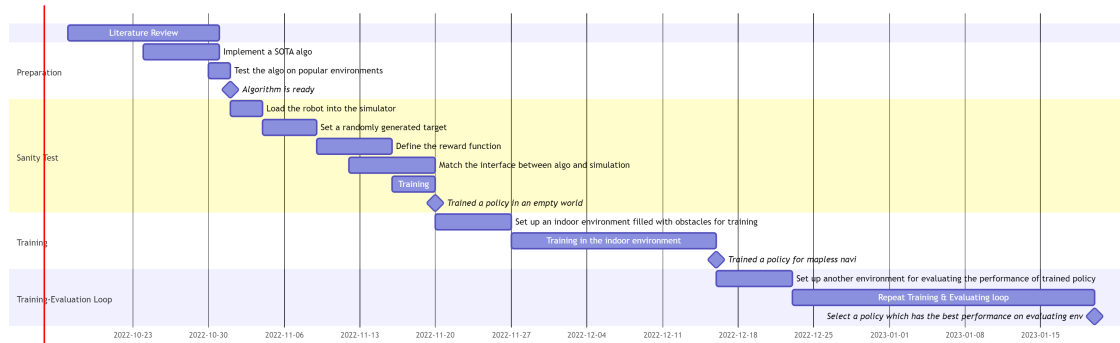 Literature Review
Implement a SOTA algo
Preparation
Test the algo on popular environments
Algorithm is ready
Load the robot into the simulator
Set a randomly generated target
Define the reward function
Sanity Test
Match the interface between algo and simulation
Training
Trained a policy in an empty world
Set up an indoor environment filled with obstacles for training
Training
Training in the indoor environment
Trained a policy for mapless navi
Set up another environment for evaluating the performance of trained policy
Training-Evaluation Loop
Repeat Training & Evaluating loop
Select a policy which has the best performance on evaluating env
2022-10-23 2022-10-30 2022-11-06 2022-11-13 2022-11-20 2022-11-27 2022-12-04 2022-12-11 2022-12-18 2022-12-25 2023-01-01 2023-01-08 2023-01-15